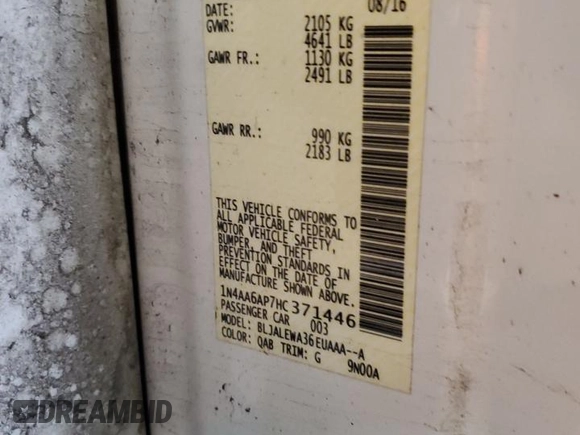 DATE: 08/16
GVWR: 2105 KG
4641 LB
GAWR FR.: 1130 KG
2491 LB
GAWR RR.: 990 KG
2183 LB
THIS VEHICLE CONFORMS TO
ALL APPLICABLE FEDERAL
MOTOR VEHICLE SAFETY,
BUMPER, AND THEFT
PREVENTION STANDARDS IN
EFFECT ON THE DATE OF
MANUFACTURE SHOWN ABOVE.
1N4AA6AP7HC371446
PASSENGER CAR 003
MODEL: BLJALEWA36EUAAA--A
COLOR: QAB TRIM: G 9N00A
DREAMBID